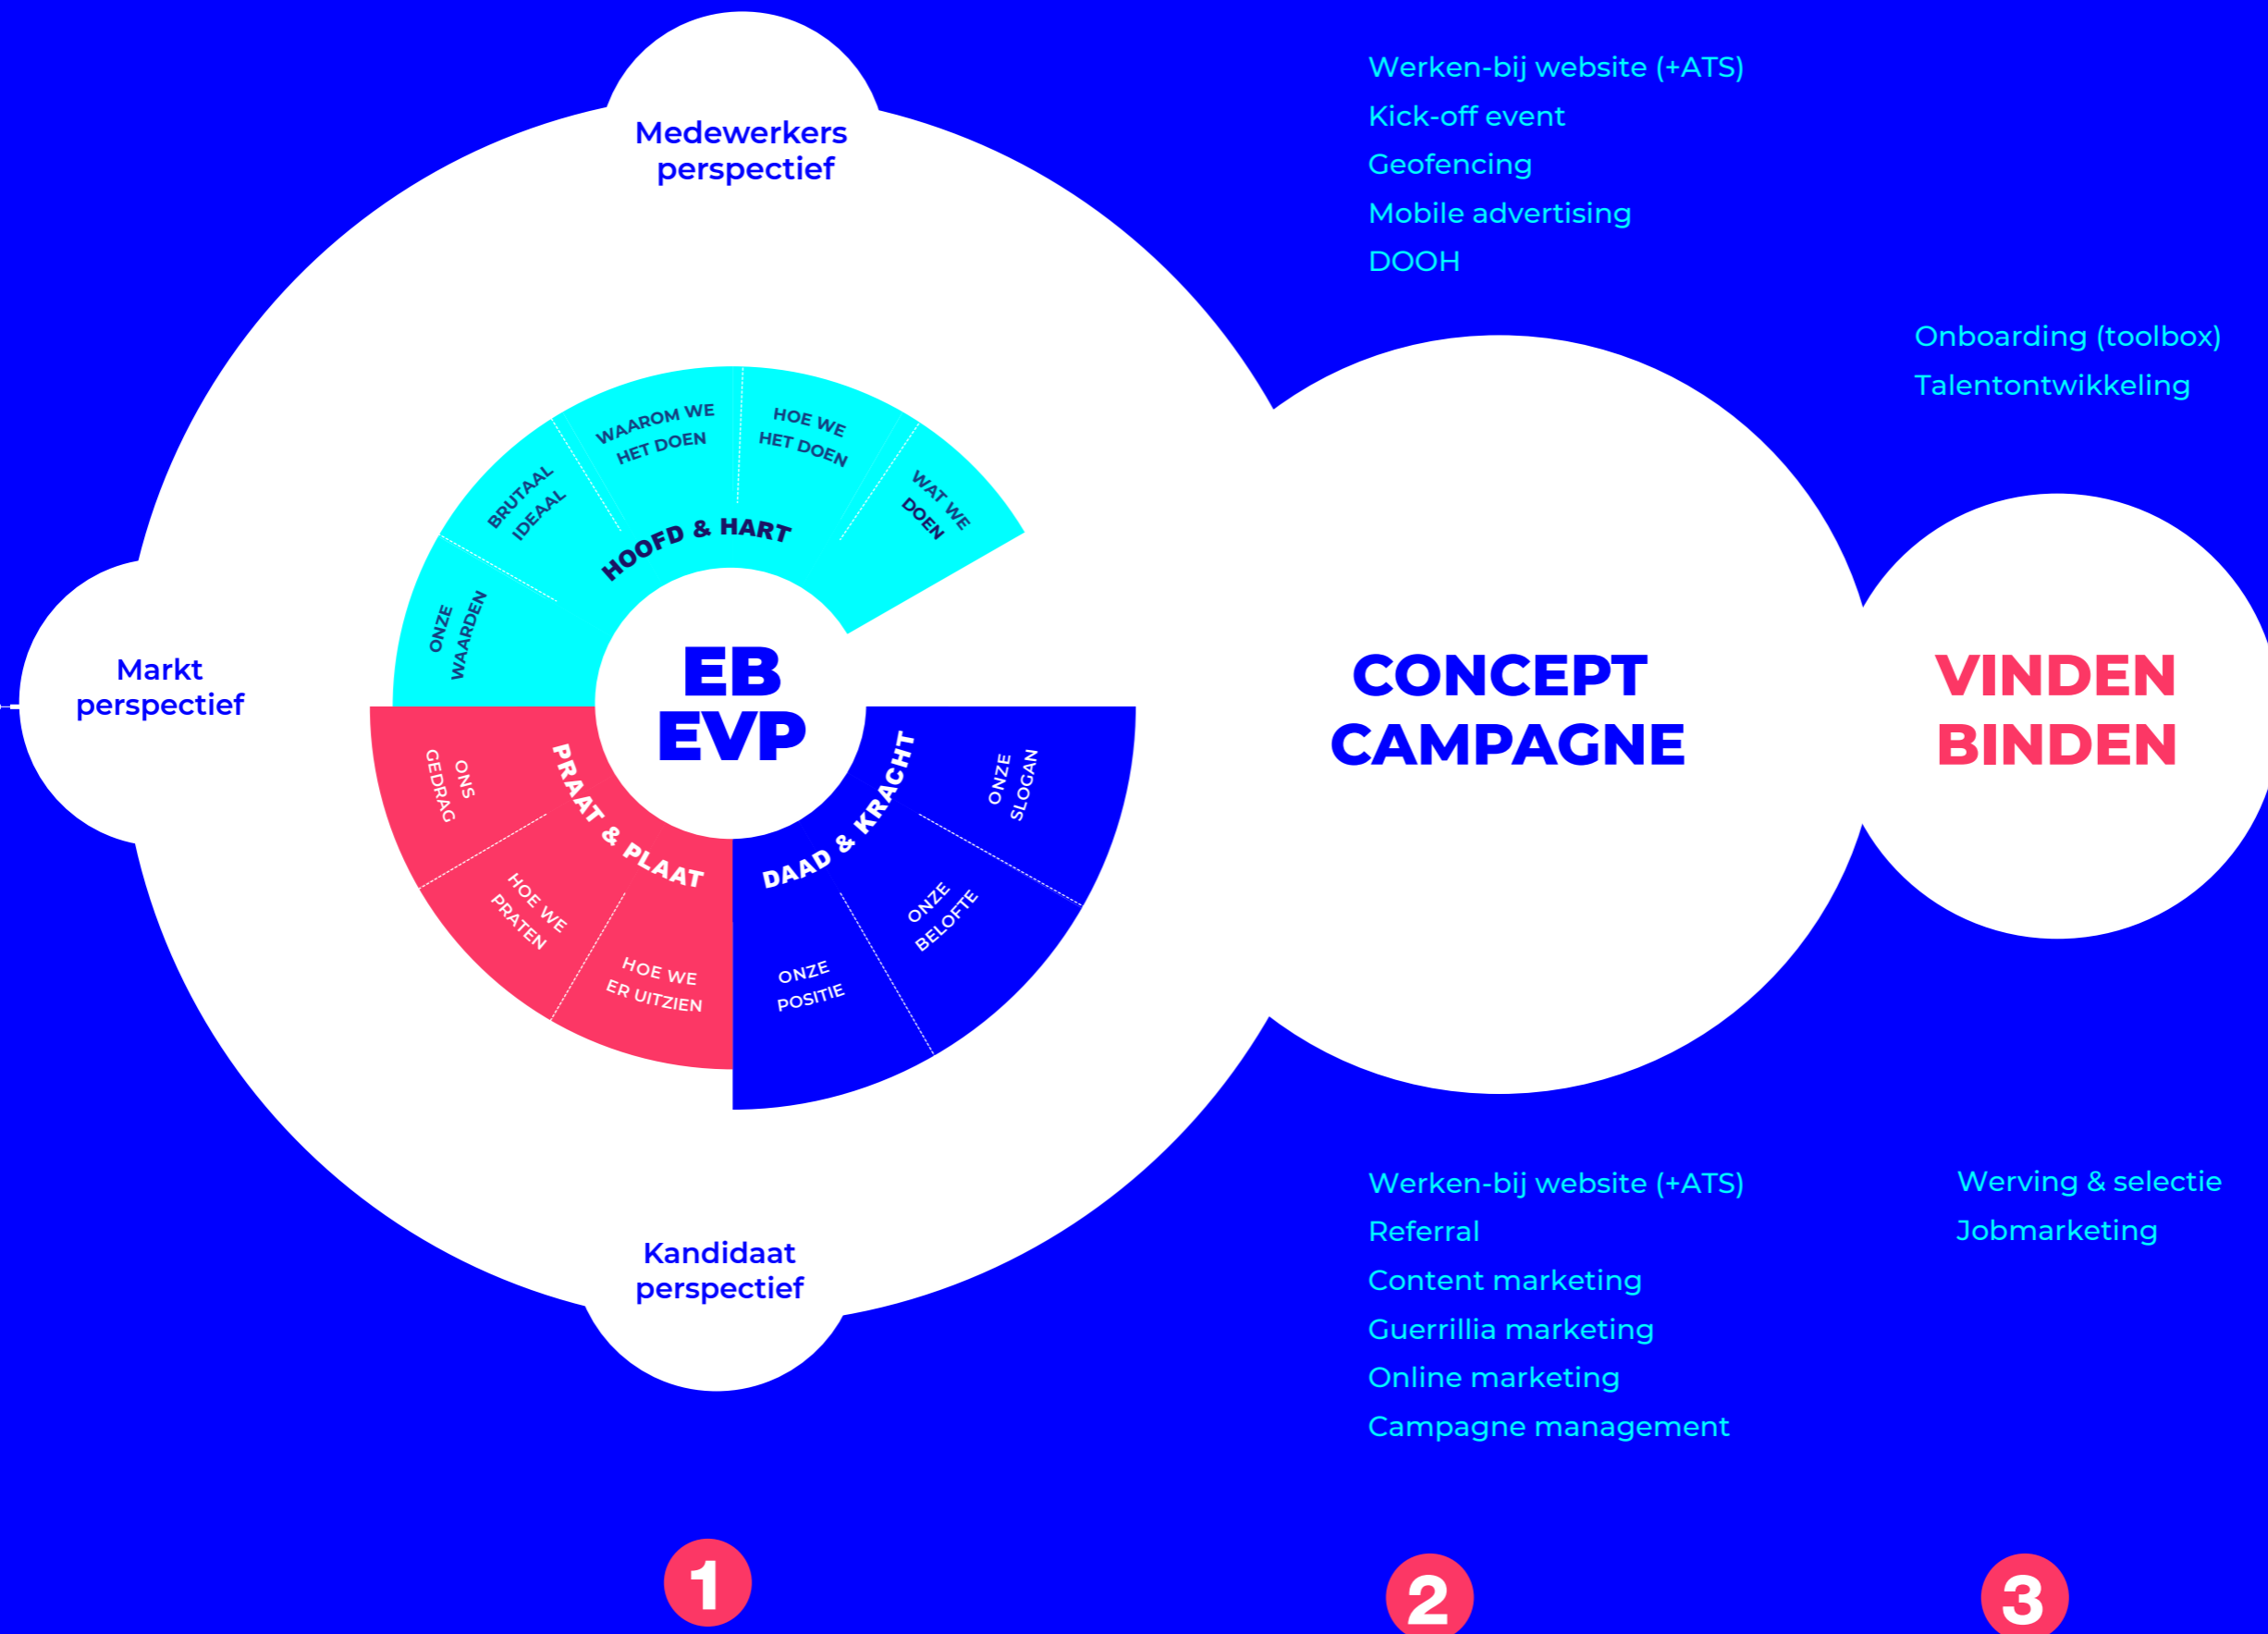 Medewerkers
perspectief
Markt
perspectief
Kandidaat
perspectief
ONZE
WAARDEN
BRUTAAL
IDEAAL
WAAROM WE
HET DOEN
HOE WE
HET DOEN
WAT WE
DOEN
HOOFD & HART
EB
EVP
ONS
GEDRAG
HOE WE
PRATEN
HOE WE
ER UITZIEN
PRAAT & PLAAT
DAAD & KRACHT
ONZE
POSITIE
ONZE
BELOFTE
ONZE
SLOGAN
1
Werken-bij website (+ATS)
Kick-off event
Geofencing
Mobile advertising
DOOH
CONCEPT
CAMPAGNE
Werken-bij website (+ATS)
Referral
Content marketing
Guerrillia marketing
Online marketing
Campagne management
2
Onboarding (toolbox)
Talentontwikkeling
VINDEN
BINDEN
Werving & selectie
Jobmarketing
3